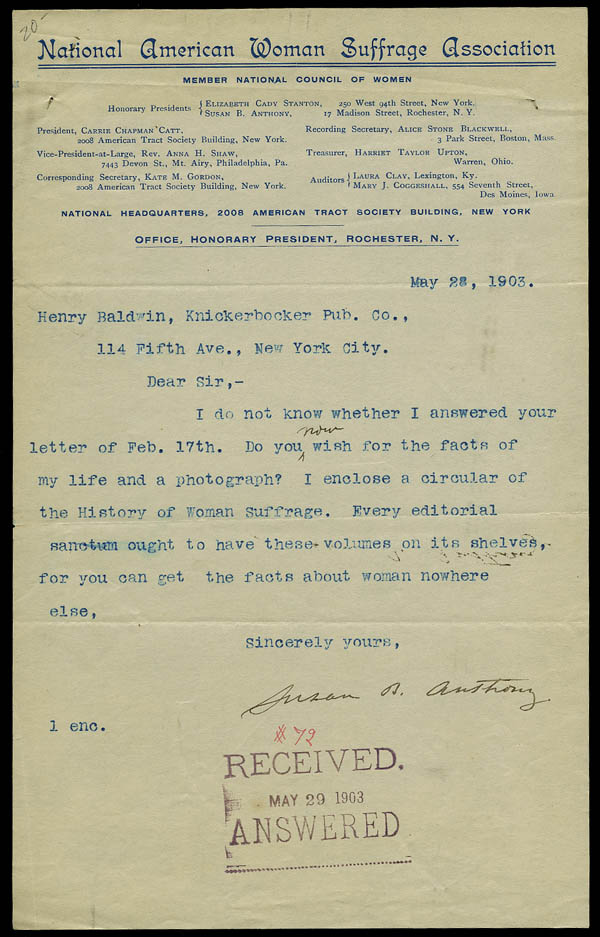 20
National American Woman Suffrage Association
MEMBER NATIONAL COUNCIL OF WOMEN
Honorary Presidents { ELIZABETH CADY STANTON, 250 West 94th Street, New York.
SUSAN B. ANTHONY, 17 Madison Street, Rochester, N. Y.
President, CARRIE CHAPMAN CATT,
2008 American Tract Society Building, New York.
Vice-President-at-Large, REV. ANNA H. SHAW,
7443 Devon St., Mt. Airy, Philadelphia, Pa.
Corresponding Secretary, KATE M. GORDON,
2008 American Tract Society Building, New York.
Recording Secretary, ALICE STONE BLACKWELL,
3 Park Street, Boston, Mass.
Treasurer, HARRIET TAYLOR UPTON,
Warren, Ohio.
Auditors { LAURA CLAY, Lexington, Ky.
MARY J. COGGESHALL, 554 Seventh Street,
Des Moines, Iowa
NATIONAL HEADQUARTERS, 2008 AMERICAN TRACT SOCIETY BUILDING, NEW YORK
OFFICE, HONORARY PRESIDENT, ROCHESTER, N. Y.
May , 1903.
Henry Baldwin, Knickerbocker Pub. Co.,
114 Fifth Ave., New York City.
Dear Sir,-
I do not know whether I answered your
now
letter of Feb. 17th. Do you wish for the facts of
my life and a photograph? I enclose a circular of
the History of Woman Suffrage. Every editorial
sanctum ought to have these volumes on its shelves,
for you can get the facts about woman nowhere
else,
Sincerely yours,
Susan B. Anthony
1 enc.
72
RECEIVED.
MAY 29 1903
ANSWERED